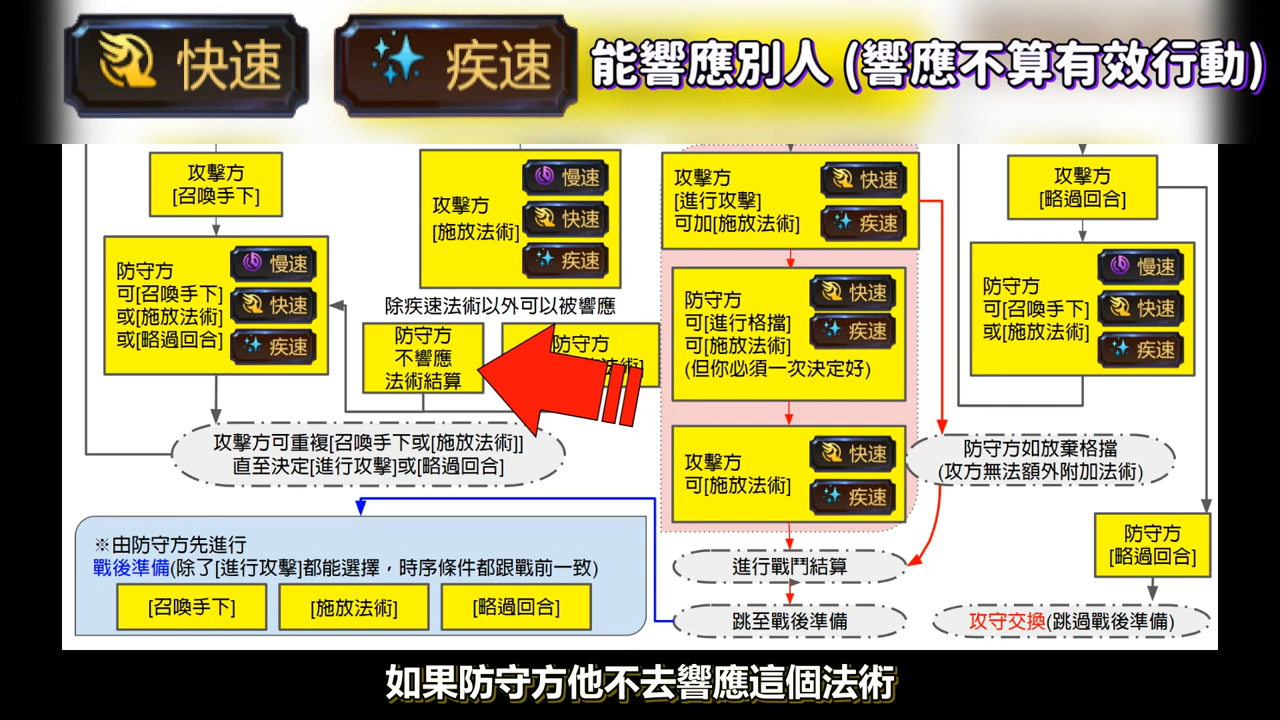 快速
疾速
能響應別人 (響應不算有效行動)
攻擊方
[召喚手下]
防守方
可[召喚手下]
或[施放法術]
或[略過回合]
慢速
快速
疾速
攻擊方
[施放法術]
慢速
快速
疾速
除疾速法術以外可以被響應
防守方
不響應
法術結算
防守方
法術]
攻擊方可重複[召喚手下或[施放法術]]
直至決定[進行攻擊]或[略過回合]
攻擊方
[進行攻擊]
可加[施放法術]
快速
疾速
防守方
可[進行格擋]
可[施放法術]
(但你必須一次決定好)
快速
疾速
攻擊方
可[施放法術]
快速
疾速
進行戰鬥結算
跳至戰後準備
攻擊方
[略過回合]
防守方
可[召喚手下]
或[施放法術]
慢速
快速
疾速
防守方如放棄格擋
(攻方無法額外附加法術)
防守方
[略過回合]
攻守交換(跳過戰後準備)
※由防守方先進行
戰後準備(除了[進行攻擊]都能選擇，時序條件都跟戰前一致)
[召喚手下]
[施放法術]
[略過回合]
如果防守方他不去響應這個法術